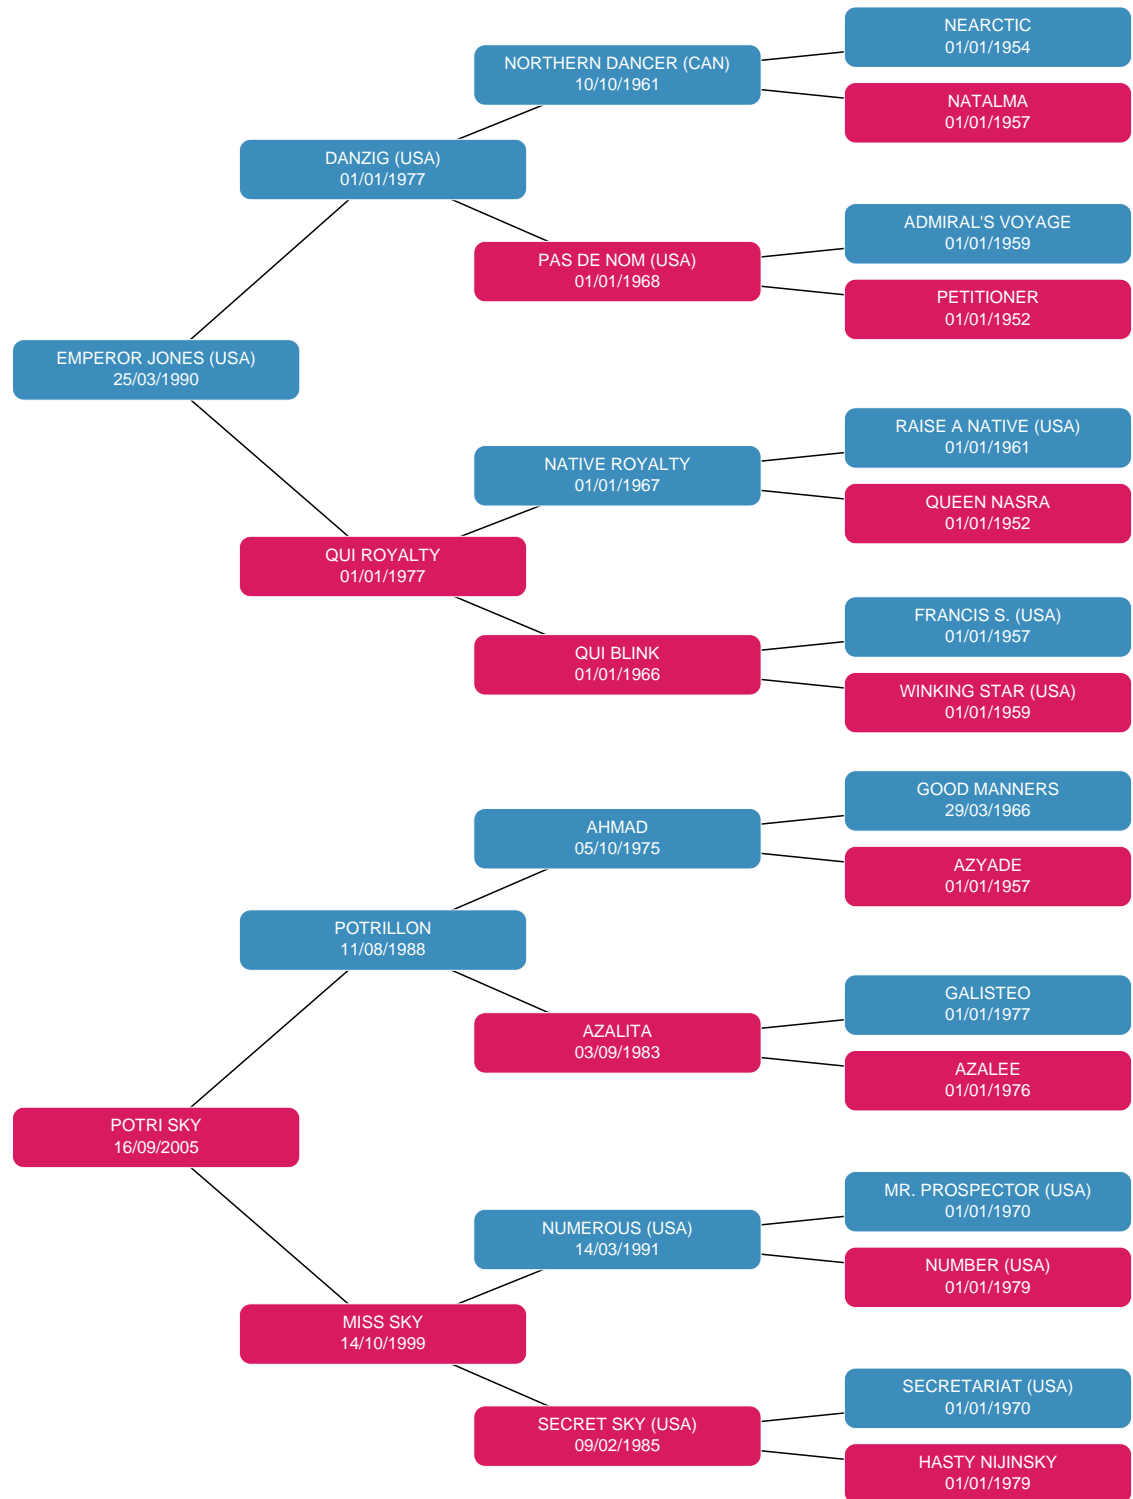 NEARCTIC
01/01/1954
NORTHERN DANCER (CAN)
10/10/1961
NATALMA
01/01/1957
DANZIG (USA)
01/01/1977
ADMIRAL'S VOYAGE
01/01/1959
PAS DE NOM (USA)
01/01/1968
PETITIONER
01/01/1952
EMPEROR JONES (USA)
25/03/1990
RAISE A NATIVE (USA)
01/01/1961
NATIVE ROYALTY
01/01/1967
QUEEN NASRA
01/01/1952
QUI ROYALTY
01/01/1977
FRANCIS S. (USA)
01/01/1957
QUI BLINK
01/01/1966
WINKING STAR (USA)
01/01/1959
GOOD MANNERS
29/03/1966
AHMAD
05/10/1975
AZYADE
01/01/1957
POTRILLON
11/08/1988
GALISTEO
01/01/1977
AZALITA
03/09/1983
AZALEE
01/01/1976
POTRI SKY
16/09/2005
MR. PROSPECTOR (USA)
01/01/1970
NUMEROUS (USA)
14/03/1991
NUMBER (USA)
01/01/1979
MISS SKY
14/10/1999
SECRETARIAT (USA)
01/01/1970
SECRET SKY (USA)
09/02/1985
HASTY NIJINSKY
01/01/1979